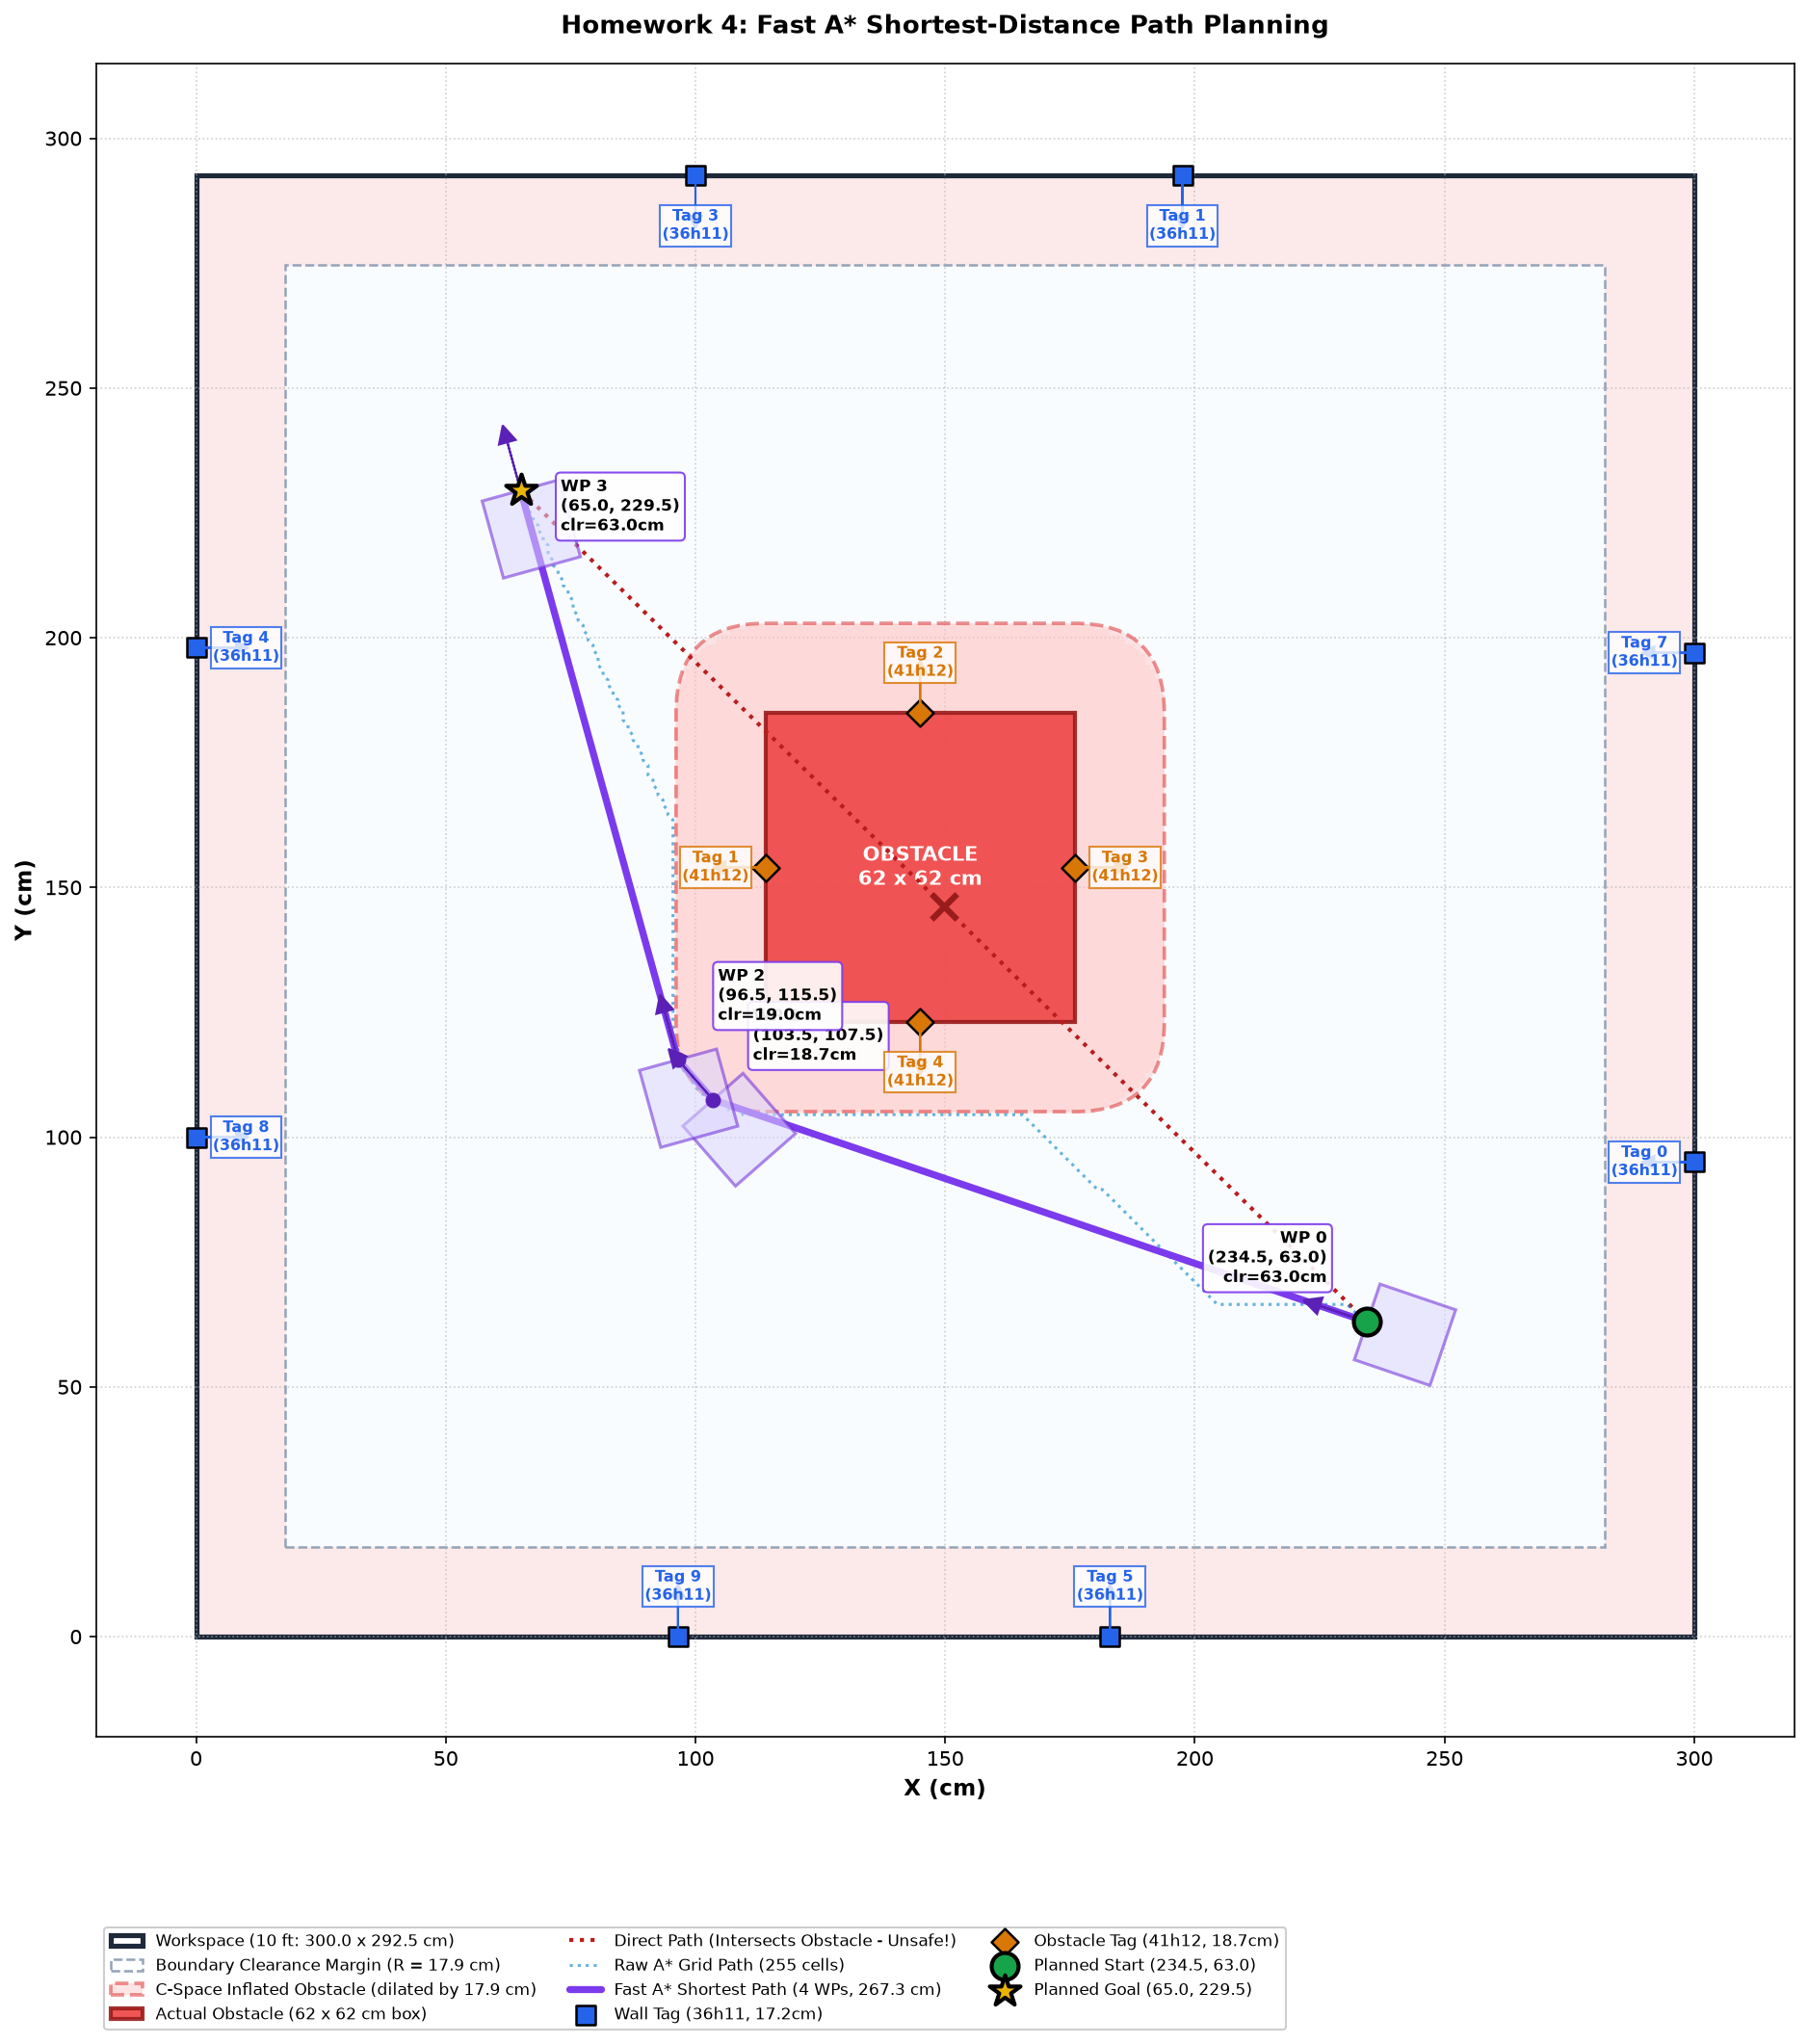 Homework 4: Fast A* Shortest-Distance Path Planning
300
250
200
150
100
50
0
Y (cm)
0
50
100
150
200
250
300
X (cm)
Tag 3
(36h11)
Tag 1
(36h11)
WP 3
(65.0, 229.5)
clr=63.0cm
Tag 4
(36h11)
Tag 7
(36h11)
Tag 2
(41h12)
OBSTACLE
62 x 62 cm
Tag 1
(41h12)
Tag 3
(41h12)
WP 2
(96.5, 115.5)
clr=19.0cm
(103.5, 107.5)
clr=18.7cm
Tag 4
(41h12)
Tag 8
(36h11)
Tag 0
(36h11)
WP 0
(234.5, 63.0)
clr=63.0cm
Tag 9
(36h11)
Tag 5
(36h11)
Workspace (10 ft: 300.0 x 292.5 cm)
Boundary Clearance Margin (R = 17.9 cm)
C-Space Inflated Obstacle (dilated by 17.9 cm)
Actual Obstacle (62 x 62 cm box)
Direct Path (Intersects Obstacle - Unsafe!)
Raw A* Grid Path (255 cells)
Fast A* Shortest Path (4 WPs, 267.3 cm)
Wall Tag (36h11, 17.2cm)
Obstacle Tag (41h12, 18.7cm)
Planned Start (234.5, 63.0)
Planned Goal (65.0, 229.5)